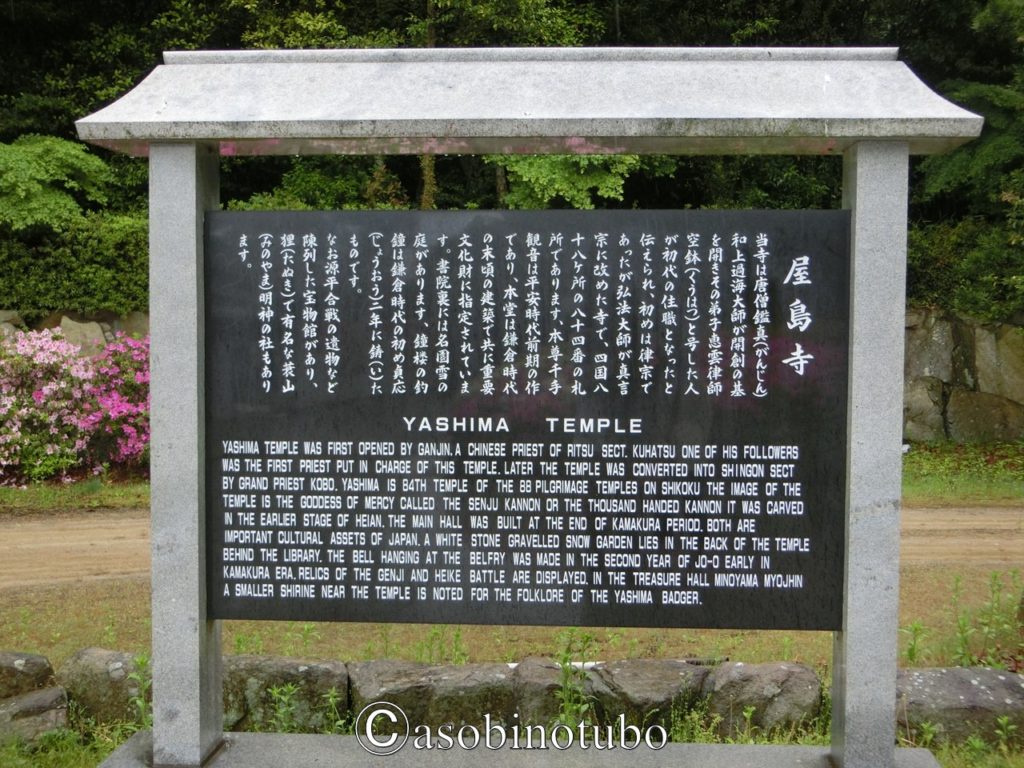 屋島寺
当寺は唐僧鑑真(がんじん)
和上過海大師が開創の基
を開きその弟子恵雲律師
空鉢(くうはつ)と号した人
が初代の住職となったと
伝えられ、初めは律宗で
あったが弘法大師が真言
宗に改めた寺で、四国八
十八ケ所の八十四番の札
所であります。本尊千手
観音は平安時代前期の作
であり、本堂は鎌倉時代
の末頃の建築で共に重要
文化財に指定されていま
す。書院裏には名園雪の
庭があります、鐘楼の釣
鐘は鎌倉時代の初め貞応
(じょうおう)二年に鋳(い)た
ものです。
なお源平合戦の遺物など
陳列した宝物館があり、
狸(たぬき)で有名な蓑山
(みのやま)明神の社もあり
ます。
YASHIMA TEMPLE
YASHIMA TEMPLE WAS FIRST OPENED BY GANJIN. A CHINESE PRIEST OF RITSU SECT. KUHATSU ONE OF HIS FOLLOWERS
WAS THE FIRST PRIEST PUT IN CHARGE OF THIS TEMPLE. LATER THE TEMPLE WAS CONVERTED INTO SHINGON SECT
BY GRAND PRIEST KOBO. YASHIMA IS 84TH TEMPLE OF THE 88 PILGRIMAGE TEMPLES ON SHIKOKU THE IMAGE OF THE
TEMPLE IS THE GODDESS OF MERCY CALLED THE SENJU KANNON OR THE THOUSAND HANDED KANNON IT WAS CARVED
IN THE EARLIER STAGE OF HEIAN. THE MAIN HALL WAS BUILT AT THE END OF KAMAKURA PERIOD. BOTH ARE
IMPORTANT CULTURAL ASSETS OF JAPAN. A WHITE STONE GRAVELLED SNOW GARDEN LIES IN THE BACK OF THE TEMPLE
BEHIND THE LIBRARY. THE BELL HANGING AT THE BELFRY WAS MADE IN THE SECOND YEAR OF JO-O EARLY IN
KAMAKURA ERA. RELICS OF THE GENJI AND HEIKE BATTLE ARE DISPLAYED. IN THE TREASURE HALL MINOYAMA MYOJHIN
A SMALLER SHIRINE NEAR THE TEMPLE IS NOTED FOR THE FOLKLORE OF THE YASHIMA BADGER.
©asobinotubo